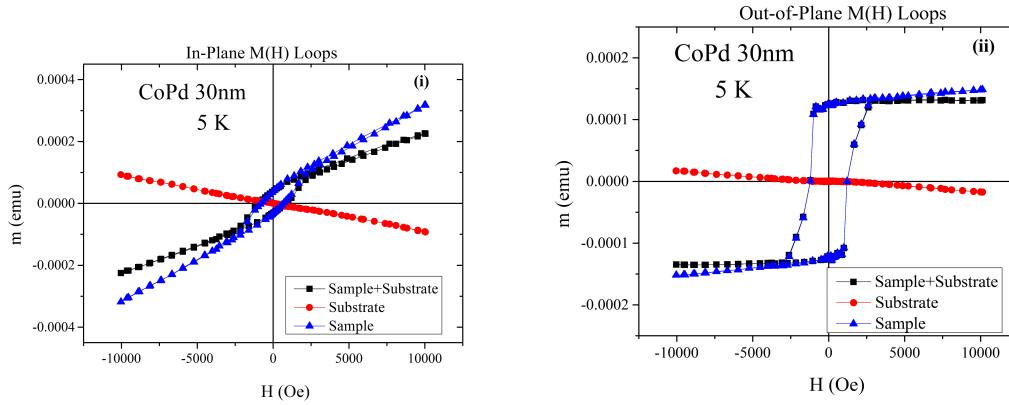 In-Plane M(H) Loops
(i)
CoPd 30nm
5 K
0.0004
0.0002
0.0000
-0.0002
-0.0004
m (emu)
Sample+Substrate
Substrate
Sample
-10000 -5000 0 5000 10000
H (Oe)
Out-of-Plane M(H) Loops
(ii)
CoPd 30nm
5 K
0.0002
0.0001
0.0000
-0.0001
-0.0002
m (emu)
Sample+Substrate
Substrate
Sample
-10000 -5000 0 5000 10000
H (Oe)